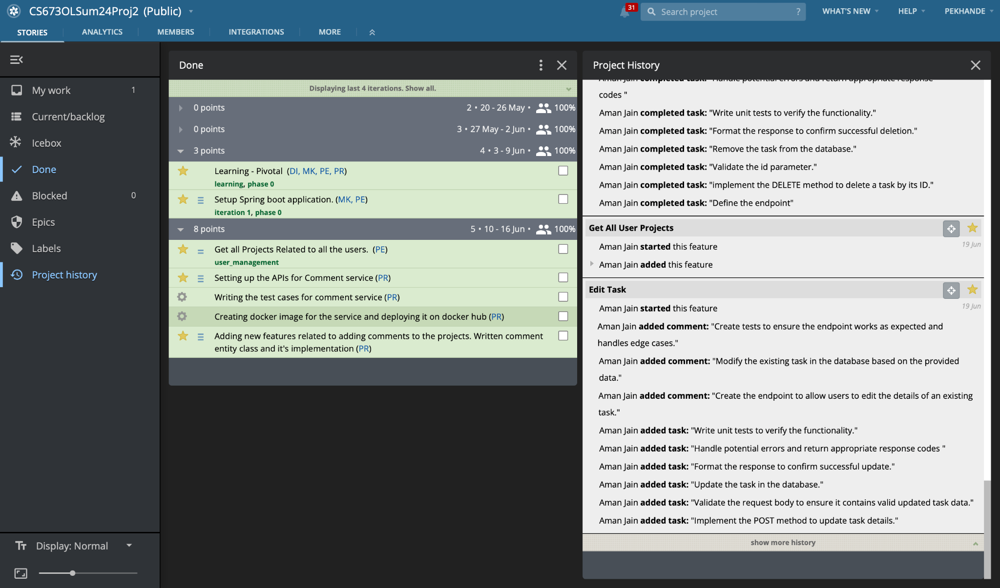 CS673OLSum24Proj2 (Public)
31
Search project
?
WHAT'S NEW
HELP
PEKHANDE
STORIES
ANALYTICS
MEMBERS
INTEGRATIONS
MORE
My work 1
Current/backlog
Icebox
Done
Blocked 0
Epics
Labels
Project history
Display: Normal
Done
Displaying last 4 iterations. Show all.
0 points 2 • 20 - 26 May • 100%
0 points 3 • 27 May - 2 Jun • 100%
3 points 4 • 3 - 9 Jun • 100%
Learning - Pivotal (DI, MK, PE, PR)
learning, phase 0
Setup Spring boot application. (MK, PE)
iteration 1, phase 0
8 points 5 • 10 - 16 Jun • 100%
Get all Projects Related to all the users. (PE)
user_management
Setting up the APIs for Comment service (PR)
Writing the test cases for comment service (PR)
Creating docker image for the service and deploying it on docker hub (PR)
Adding new features related to adding comments to the projects. Written comment
entity class and it's implementation (PR)
Project History
Aman Jain completed task: "Handle potential errors and return appropriate response
codes "
Aman Jain completed task: "Write unit tests to verify the functionality."
Aman Jain completed task: "Format the response to confirm successful deletion."
Aman Jain completed task: "Remove the task from the database."
Aman Jain completed task: "Validate the id parameter."
Aman Jain completed task: "implement the DELETE method to delete a task by its ID."
Aman Jain completed task: "Define the endpoint"
Get All User Projects
Aman Jain started this feature 19 Jun
Aman Jain added this feature
Edit Task
Aman Jain started this feature 19 Jun
Aman Jain added comment: "Create tests to ensure the endpoint works as expected and
handles edge cases."
Aman Jain added comment: "Modify the existing task in the database based on the provided
data."
Aman Jain added comment: "Create the endpoint to allow users to edit the details of an existing
task."
Aman Jain added task: "Write unit tests to verify the functionality."
Aman Jain added task: "Handle potential errors and return appropriate response codes "
Aman Jain added task: "Format the response to confirm successful update."
Aman Jain added task: "Update the task in the database."
Aman Jain added task: "Validate the request body to ensure it contains valid updated task data."
Aman Jain added task: "Implement the POST method to update task details."
show more history